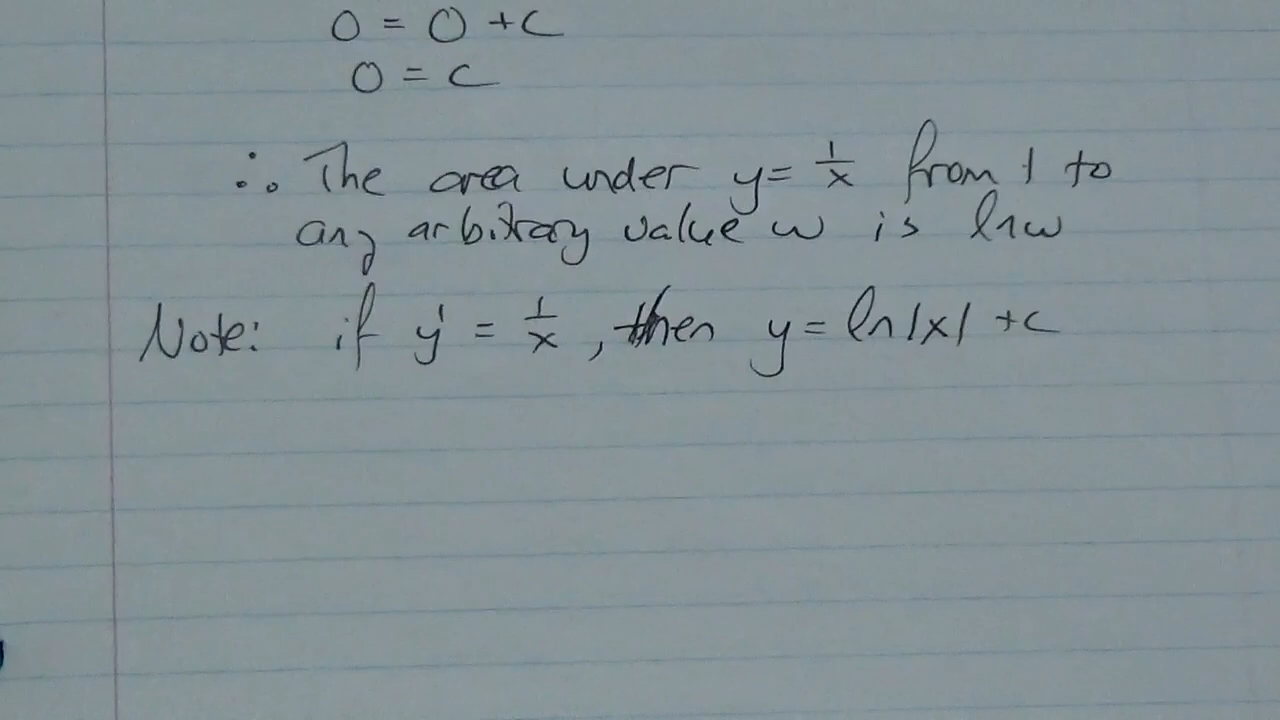 0 = 0 + C
0 = C
∴ The area under y = 1/x from 1 to
any arbitrary value w is ln w
Note: if y' = 1/x, then y = ln|x| + C